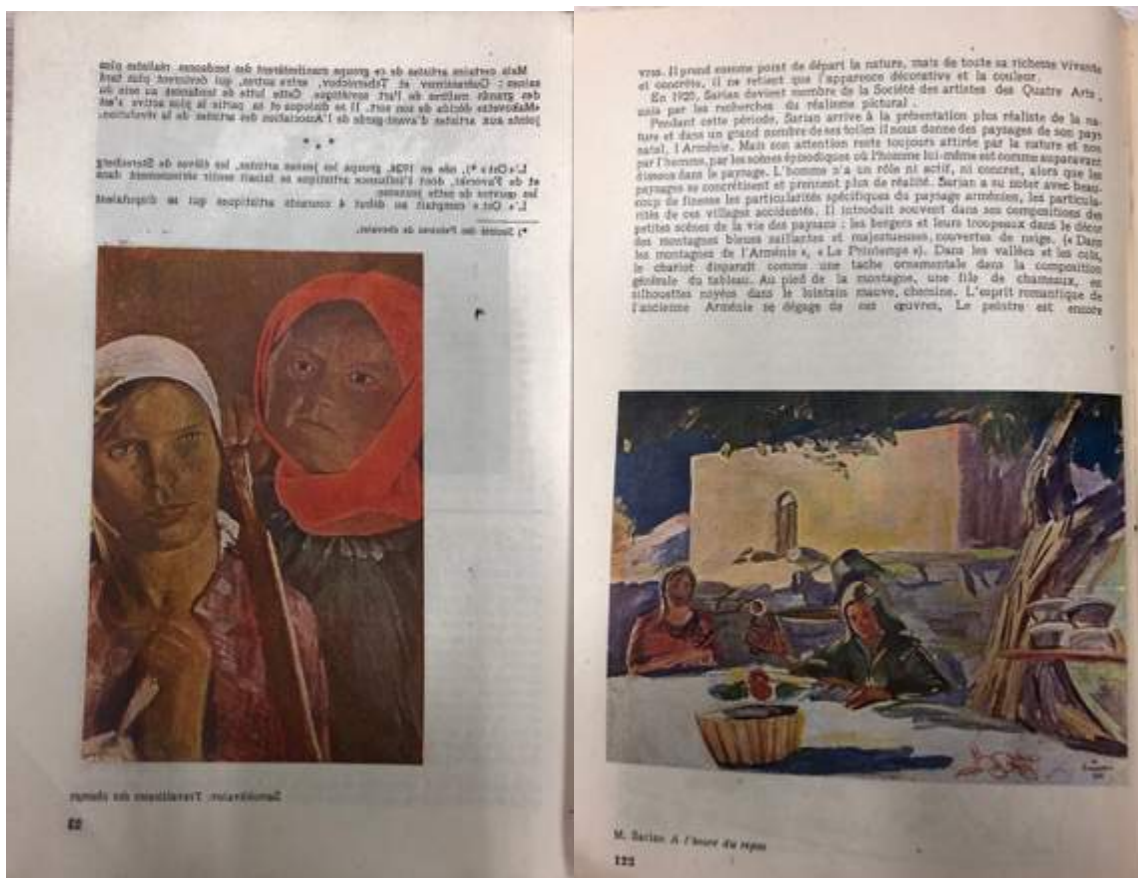 Mais certains artistes de ce groupe manifestèrent des tendances réalistes plus
saines : Guérassimov et Tchernichov, entre autres, qui devinrent plus tard
des grands maîtres de l'art soviétique. Cette lutte de tendances au sein du
«Makovets» décida de son sort. Il se disloqua et sa partie la plus active s'est
jointe aux artistes d'avant-garde de l'Association des artistes de la révolution.
* * *
L'«Ost» *), née en 1924, groupa les jeunes artistes, les élèves de Sterenberg
et de Favorski, dont l'influence artistique se faisait sentir sérieusement dans
les œuvres de cette jeunesse.
L'« Ost » comptait au début 4 courants artistiques qui se disputaient
*) Société des Peintres de chevalet.
Travailleuses des champs
vres. Il prend comme point de départ la nature, mais de toute sa richesse vivante
et concrète, il ne retient que l'apparence décorative et la couleur.
En 1925, Sarian devient membre de la Société des artistes des Quatre Arts,
unis par les recherches du réalisme pictural.
Pendant cette période, Sarian arrive à la présentation plus réaliste de la na-
ture et dans un grand nombre de ses toiles il nous donne des paysages de son pays
natal, l'Arménie. Mais son attention reste toujours attirée par la nature et non
par l'homme, par les scènes épisodiques où l'homme lui-même est comme auparavant
dissous dans le paysage. L'homme n'a un rôle ni actif, ni concret, alors que les
paysages se concrétisent et prennent plus de réalité. Sarian a su noter avec beau-
coup de finesse les particularités spécifiques du paysage arménien, les particula-
rités de ces villages accidentés. Il introduit souvent dans ses compositions des
petites scènes de la vie des paysans : les bergers et leurs troupeaux dans le décor
des montagnes bleues saillantes et majestueuses, couvertes de neige. (« Dans
les montagnes de l'Arménie », « Le Printemps »). Dans les vallées et les cols,
le chariot disparaît comme une tache ornementale dans la composition
générale du tableau. Au pied de la montagne, une file de chameaux, en
silhouettes noyées dans le lointain mauve, chemine. L'esprit romantique de
l'ancienne Arménie se dégage de ces œuvres. Le peintre est encore
M. Sarian A l'heure du repos
122